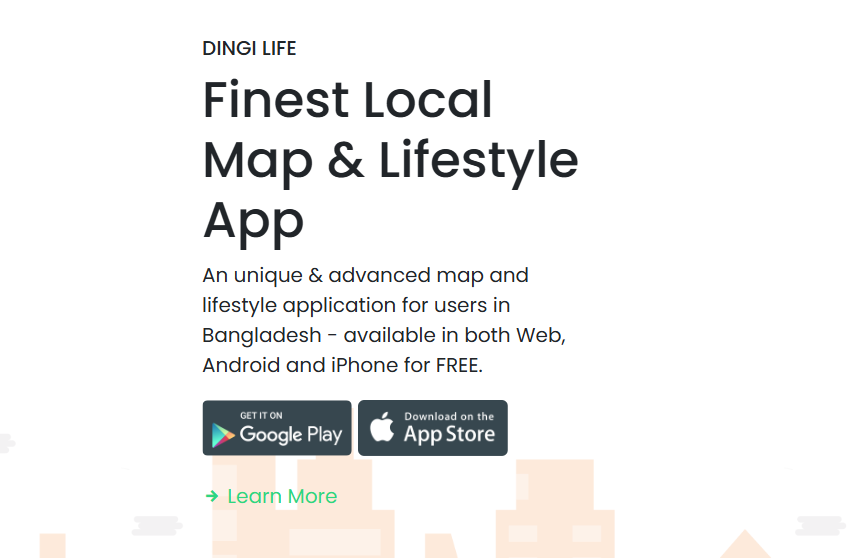 DINGI LIFE
Finest Local
Map & Lifestyle
App
An unique & advanced map and
lifestyle application for users in
Bangladesh - available in both Web,
Android and iPhone for FREE.
GET IT ON
Google Play
Download on the
App Store
Learn More